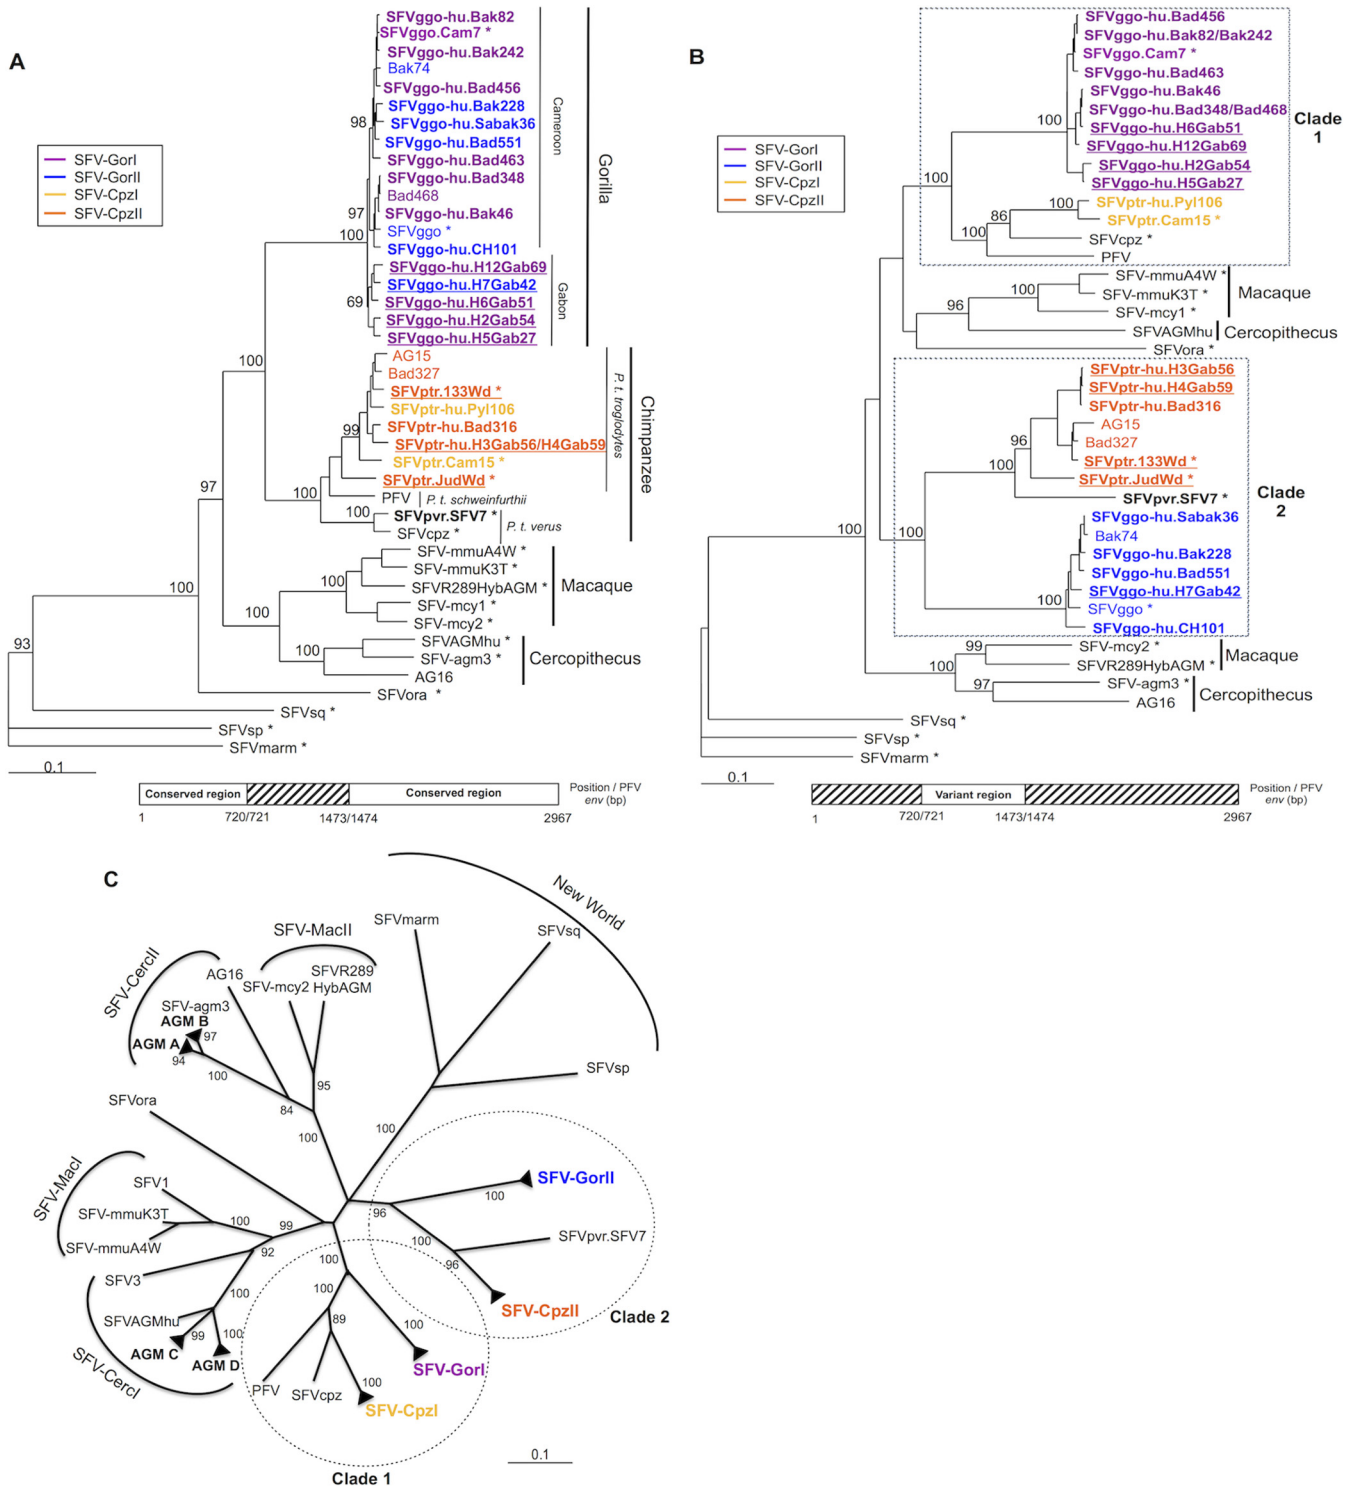 A
SFV-GorI
SFV-GorII
SFV-CpzI
SFV-CpzII
SFVggo-hu.Bak82
SFVggo.Cam7 *
SFVggo-hu.Bak242
Bak74
SFVggo-hu.Bad456
SFVggo-hu.Bak228
98
SFVggo-hu.Sabak36
SFVggo-hu.Bad551
SFVggo-hu.Bad463
SFVggo-hu.Bad348
Bad468
97
SFVggo-hu.Bak46
SFVggo *
100
SFVggo-hu.CH101
SFVggo-hu.H12Gab69
SFVggo-hu.H7Gab42
69
SFVggo-hu.H6Gab51
SFVggo-hu.H2Gab54
SFVggo-hu.H5Gab27
Cameroon
Gabon
Gorilla
100
AG15
Bad327
SFVptr.133Wd *
SFVptr-hu.Pyl106
SFVptr-hu.Bad316
99
SFVptr-hu.H3Gab56/H4Gab59
SFVptr.Cam15 *
SFVptr.JudWd *
P. t. troglodytes
Chimpanzee
97
100
PFV
P. t. schweinfurthii
100
SFVpvr.SFV7 *
SFVcpz *
P. t. verus
SFV-mmuA4W *
SFV-mmuK3T *
100
SFVR289HybAGM *
SFV-mcy1 *
SFV-mcy2 *
Macaque
100
100
SFVAGMhu *
100
SFV-agm3 *
AG16
Cercopithecus
93
SFVora *
SFVsq *
SFVsp *
SFVmarm *
0.1
Conserved region
Conserved region
Position / PFV
env (bp)
1
720/721
1473/1474
2967
B
SFV-GorI
SFV-GorII
SFV-CpzI
SFV-CpzII
SFVggo-hu.Bad456
SFVggo-hu.Bak82/Bak242
SFVggo.Cam7 *
SFVggo-hu.Bad463
SFVggo-hu.Bak46
SFVggo-hu.Bad348/Bad468
100
SFVggo-hu.H6Gab51
SFVggo-hu.H12Gab69
SFVggo-hu.H2Gab54
100
SFVggo-hu.H5Gab27
100
SFVptr-hu.Pyl106
86
SFVptr.Cam15 *
100
100
SFVcpz *
PFV
Clade
1
SFV-mmuA4W *
100
SFV-mmuK3T *
96
SFV-mcy1 *
Macaque
SFVAGMhu
Cercopithecus
SFVora *
SFVptr-hu.H3Gab56
SFVptr-hu.H4Gab59
SFVptr-hu.Bad316
AG15
96
Bad327
100
SFVptr.133Wd *
SFVptr.JudWd *
SFVpvr.SFV7 *
Clade
2
SFVggo-hu.Sabak36
100
100
Bak74
SFVggo-hu.Bak228
SFVggo-hu.Bad551
SFVggo-hu.H7Gab42
100
SFVggo *
SFVggo-hu.CH101
99
SFV-mcy2 *
100
SFVR289HybAGM *
Macaque
97
SFV-agm3 *
AG16
Cercopithecus
SFVsq *
SFVsp *
SFVmarm *
0.1
Variant region
Position / PFV
env (bp)
1
720/721
1473/1474
2967
C
New World
SFVmarm
SFVsq
SFVsp
100
SFV-MacII
SFV-mcy2
SFVR289
HybAGM
95
SFV-CercII
AG16
SFV-agm3
AGM B
97
AGM A
94
100
84
100
SFVora
SFV-MacI
SFV1
SFV-mmuK3T
SFV-mmuA4W
100
99
92
SFV3
SFV-CercI
100
SFVAGMhu
99
100
AGM C
AGM D
SFV-GorII
100
96
SFVpvr.SFV7
100
96
SFV-CpzII
Clade 2
100
100
89
100
SFV-GorI
PFV
SFVcpz
100
SFV-CpzI
Clade 1
0.1